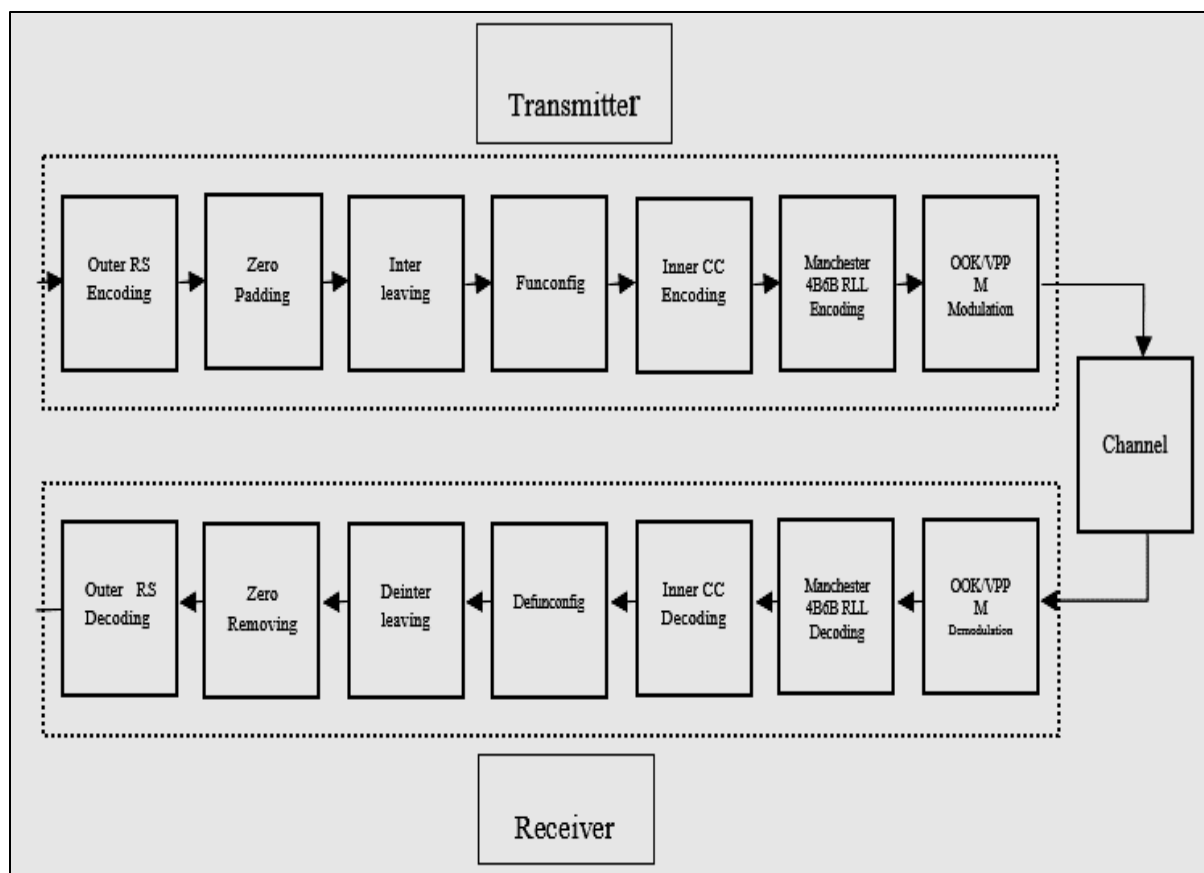 Transmitter
Outer RS
Encoding
Zero
Padding
Inter
leaving
Funconfig
Inner CC
Encoding
Manchester
4B6B RLL
Encoding
OOK/VPP
M
Modulation
Channel
Outer RS
Decoding
Zero
Removing
Deinter
leaving
Defunconfig
Inner CC
Decoding
Manchester
4B6B RLL
Decoding
OOK/VPP
M
Demodulation
Receiver